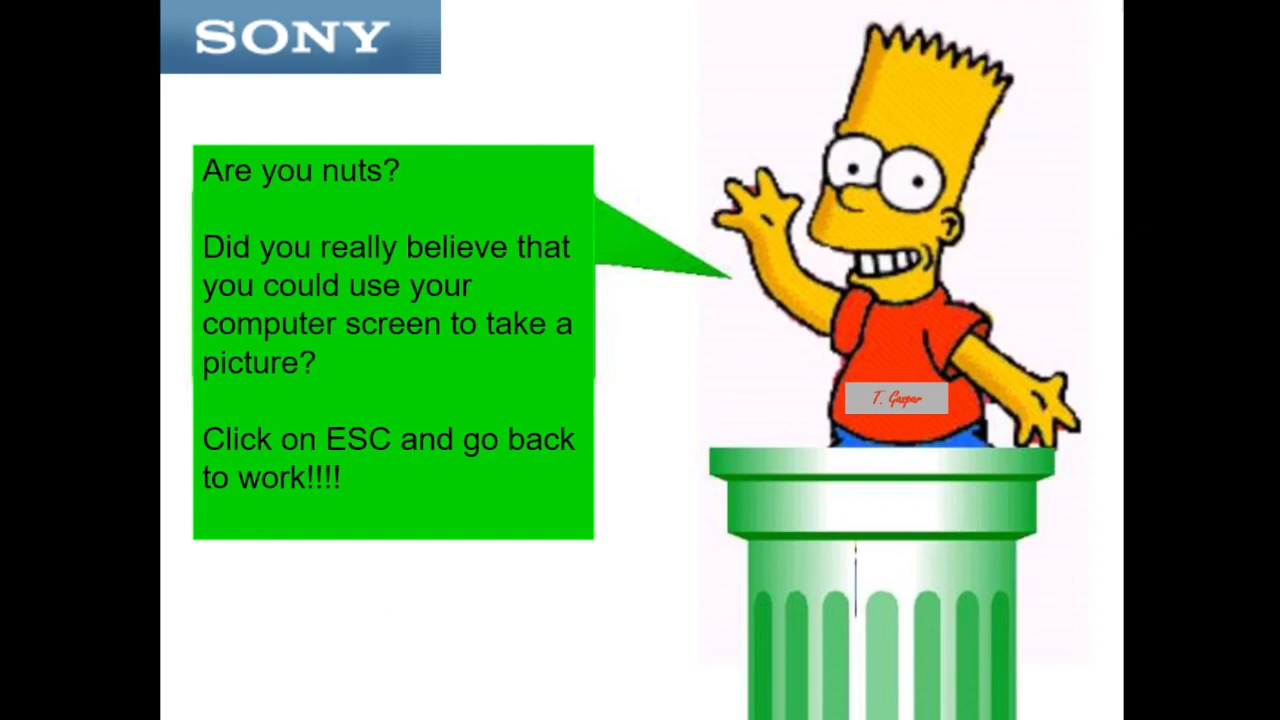 SONY
Are you nuts?
Did you really believe that
you could use your
computer screen to take a
picture?
Click on ESC and go back
to work!!!!
T. Gaspar